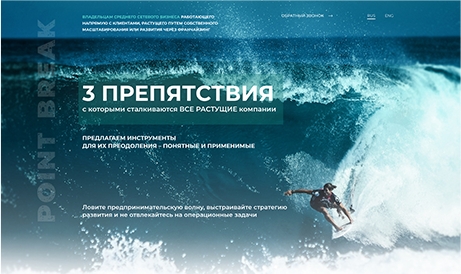 ВЛАДЕЛЬЦАМ СРЕДНЕГО СЕТЕВОГО БИЗНЕСА РАБОТАЮЩЕГО
НАПРЯМУЮ С КЛИЕНТАМИ, РАСТУЩЕГО ПУТЕМ СОБСТВЕННОГО
МАСШТАБИРОВАНИЯ ИЛИ РАЗВИТИЯ ЧЕРЕЗ ФРАНЧАЙЗИНГ
ОБРАТНЫЙ ЗВОНОК →
RUS ENG
POINT BREAK
3 ПРЕПЯТСТВИЯ
с которыми сталкиваются ВСЕ РАСТУЩИЕ компании
ПРЕДЛАГАЕМ ИНСТРУМЕНТЫ
ДЛЯ ИХ ПРЕОДОЛЕНИЯ – ПОНЯТНЫЕ И ПРИМЕНИМЫЕ
Ловите предпринимательскую волну, выстраивайте стратегию
развития и не отвлекайтесь на операционные задачи